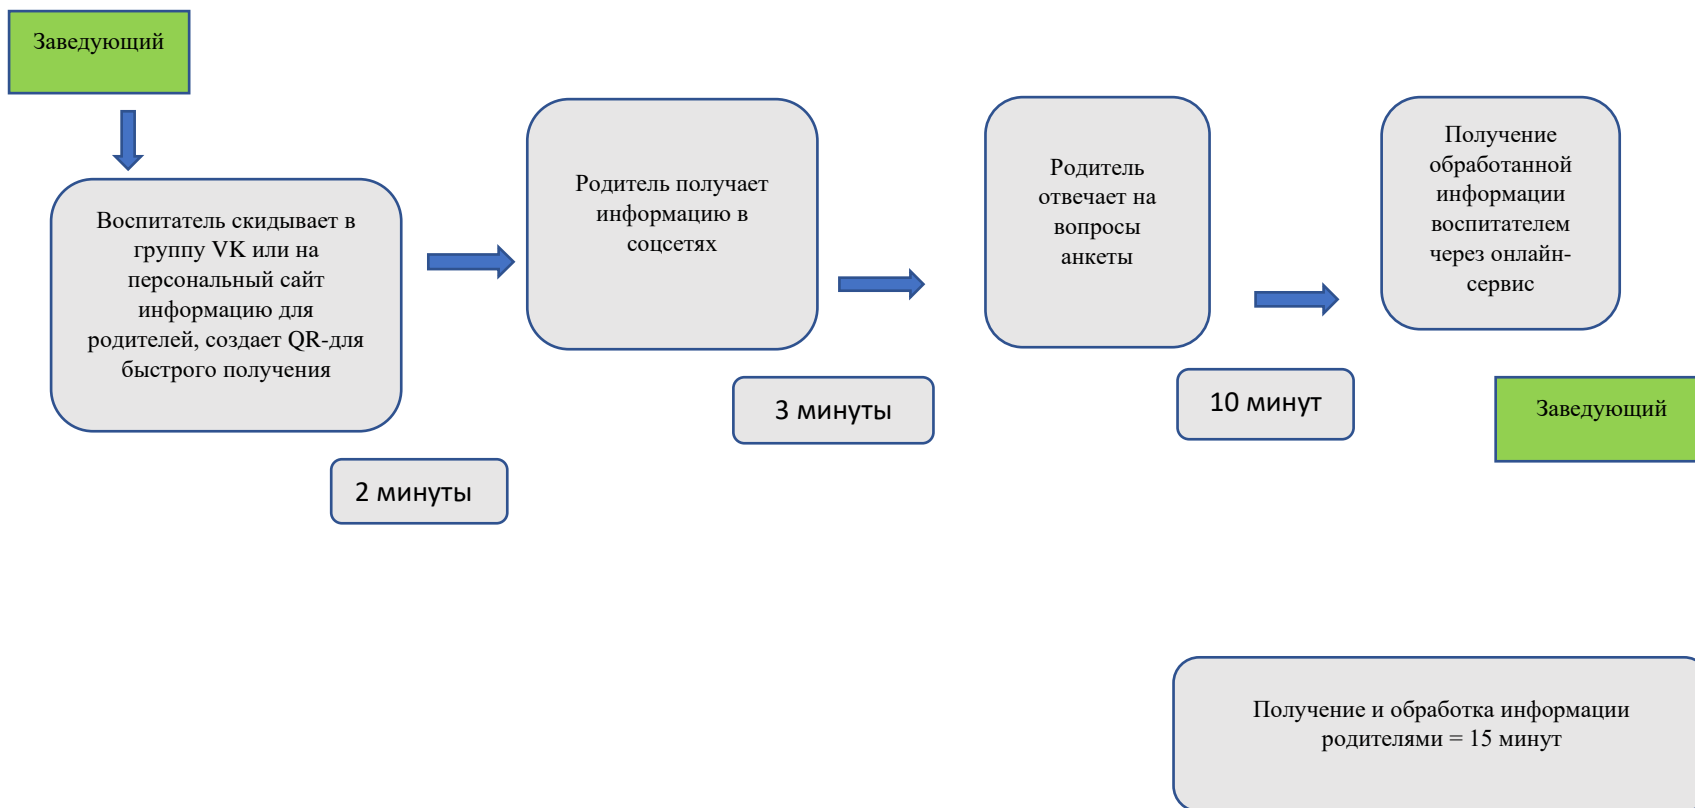 Заведующий
Воспитатель скидывает в
группу VK или на
персональный сайт
информацию для
родителей, создает QR-для
быстрого получения
2 минуты
Родитель получает
информацию в
соцсетях
3 минуты
Родитель
отвечает на
вопросы
анкеты
10 минут
Получение
обработанной
информации
воспитателем
через онлайн-
сервис
Заведующий
Получение и обработка информации
родителями = 15 минут